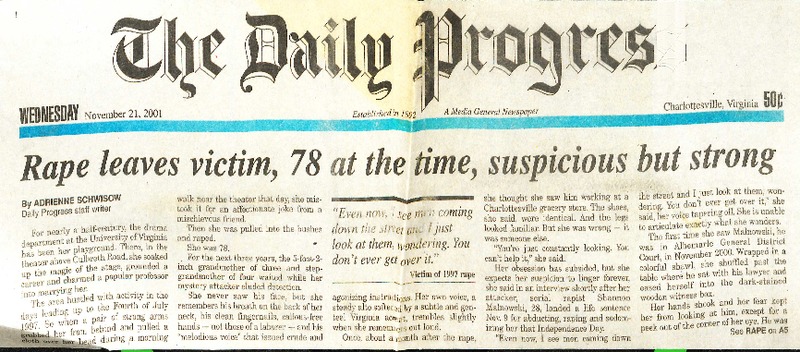 The Daily Progres
WEDNESDAY November 21, 2001
Established in 1892
A Media General Newspaper
Charlottesville, Virginia 50¢
Rape leaves victim, 78 at the time, suspicious but strong
By ADRIENNE SCHWISOW
Daily Progress staff writer
For nearly a half-century, the drama
department at the University of Virginia
has been her playground. There, in the
theater above Culbreth Road, she soaked
up the magic of the stage, pounded a
career and charmed a popular professor
into marrying her.
The area bustled with activity in the
days leading up to the Fourth of July
1997. So when a pair of strong arms
grabbed her from behind and pulled a
cloth over her head during a morning
walk near the theater that day, she mis-
took it for an affectionate joke from a
mischievous friend.
Then she was pulled into the bushes
and raped.
She was 78.
For the next three years, the 5-foot-2-
inch grandmother of three and step-
grandmother of four waited while her
mystery attacker eluded detection.
She never saw his face, but she
remembers his breath on the back of her
neck, his clean fingernails, callous-free
hands — not those of a laborer — and his
"melodious voice" that issued crude and
"Even now, I see men coming
down the street and I just
look at them, wondering. You
don't ever get over it."
Victim of 1997 rape
agonizing instructions. Her own voice, a
steady also softened by a subtle and gen-
teel Virginia accent, trembles slightly
when she remembers out loud.
Once, about a month after the rape,
she thought she saw him working at a
Charlottesville grocery store. The shoes,
she said, were identical. And the legs
looked familiar. But she was wrong — it
was someone else.
"You're just constantly looking. You
can't help it," she said.
Her obsession has subsided, but she
expects her suspicion to linger forever,
she said in an interview shortly after her
attacker, serial rapist Shannon
Malnowski, 28, landed a life sentence
Nov. 9 for abducting, raping and sodom-
izing her that Independence Day.
"Even now, I see men coming down
the street and I just look at them, won-
dering. You don't ever get over it," she
said, her voice tapering off. She is unable
to articulate exactly what she wonders.
The first time she saw Malnowski, he
was in Albemarle General District
Court, in November 2000. Wrapped in a
colorful shawl, she shuffled past the
table where he sat with his lawyer and
eased herself into the dark-stained
wooden witness box.
Her hands shook and her fear kept
her from looking at him, except for a
peek out of the corner of her eye. He was
See RAPE on A5